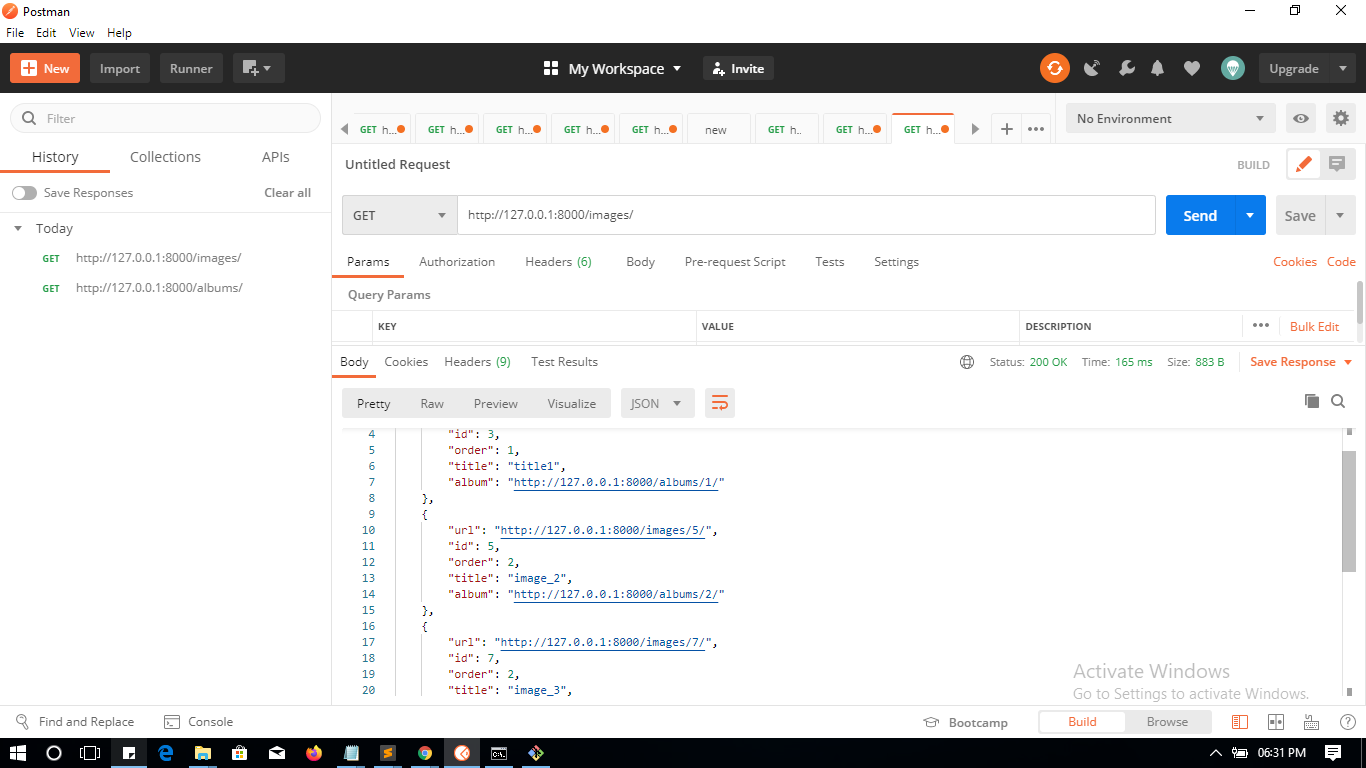 Postman
File Edit View Help
New Import Runner My Workspace Invite Upgrade
Filter
History Collections APIs
Save Responses Clear all
Today
GET http://127.0.0.1:8000/images/
GET http://127.0.0.1:8000/albums/
GET h... GET h... GET h... GET h... GET h... new GET h.. GET h... GET h... No Environment
Untitled Request BUILD
GET http://127.0.0.1:8000/images/ Send Save
Params Authorization Headers (6) Body Pre-request Script Tests Settings Cookies Code
Query Params
KEY VALUE DESCRIPTION Bulk Edit
Body Cookies Headers (9) Test Results Status: 200 OK Time: 165 ms Size: 883 B Save Response
Pretty Raw Preview Visualize JSON
4 "id": 3,
5 "order": 1,
6 "title": "title1",
7 "album": "http://127.0.0.1:8000/albums/1/"
8 },
9 {
10 "url": "http://127.0.0.1:8000/images/5/",
11 "id": 5,
12 "order": 2,
13 "title": "image_2",
14 "album": "http://127.0.0.1:8000/albums/2/"
15 },
16 {
17 "url": "http://127.0.0.1:8000/images/7/",
18 "id": 7,
19 "order": 2,
20 "title": "image_3",
Activate Windows
Go to Settings to activate Windows.
Find and Replace Console Bootcamp Build Browse
06:31 PM